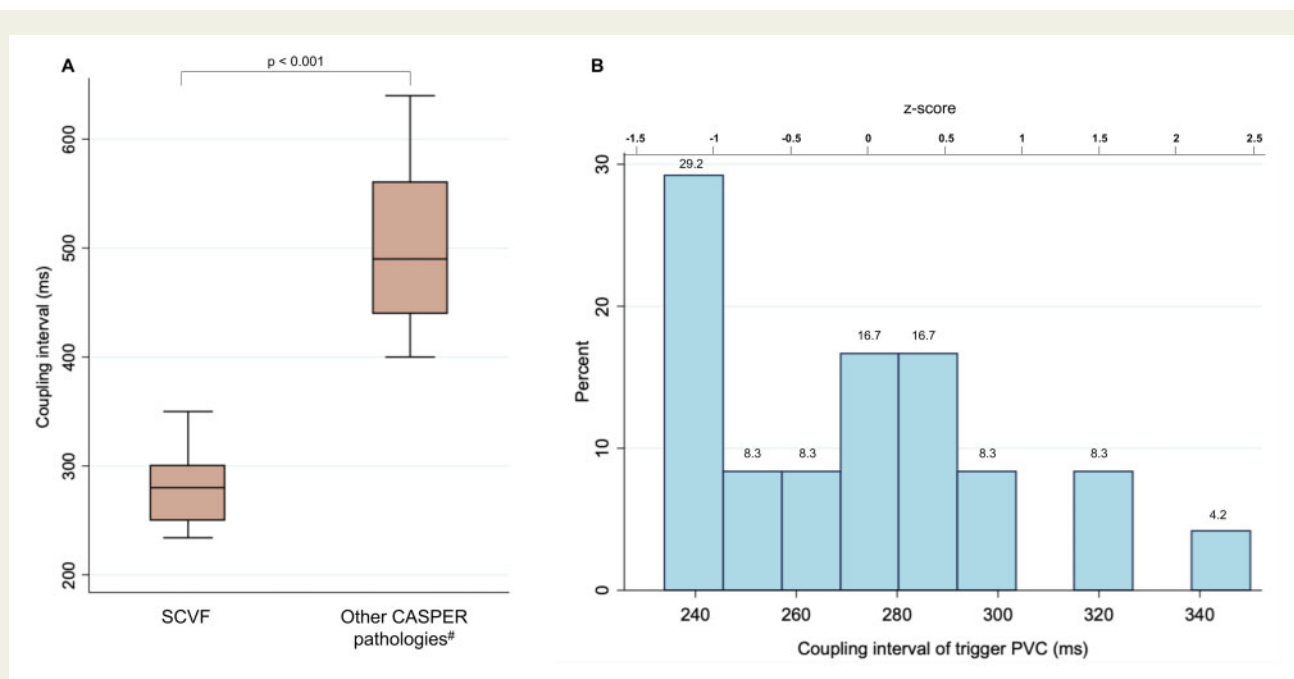 A
p < 0.001
600
500
400
300
200
Coupling interval (ms)
SCVF
Other CASPER
pathologies#
B
z-score
-1.5 -1 -0.5 0 0.5 1 1.5 2 2.5
30
20
10
0
Percent
29.2
8.3
8.3
16.7
16.7
8.3
8.3
4.2
240 260 280 300 320 340
Coupling interval of trigger PVC (ms)